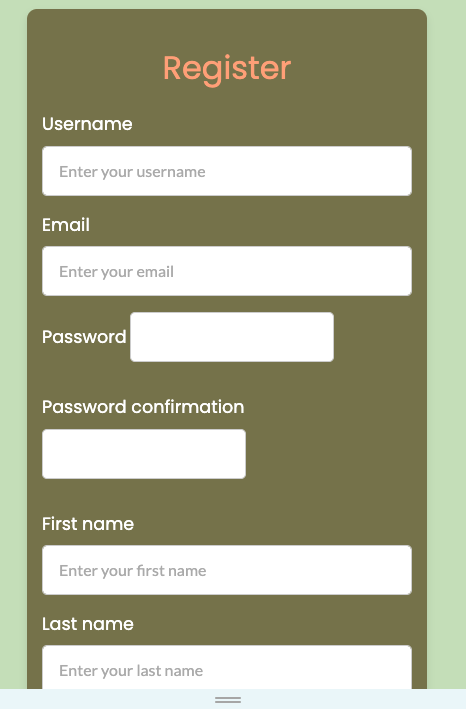 Register
Username
Enter your username
Email
Enter your email
Password
Password confirmation
First name
Enter your first name
Last name
Enter your last name